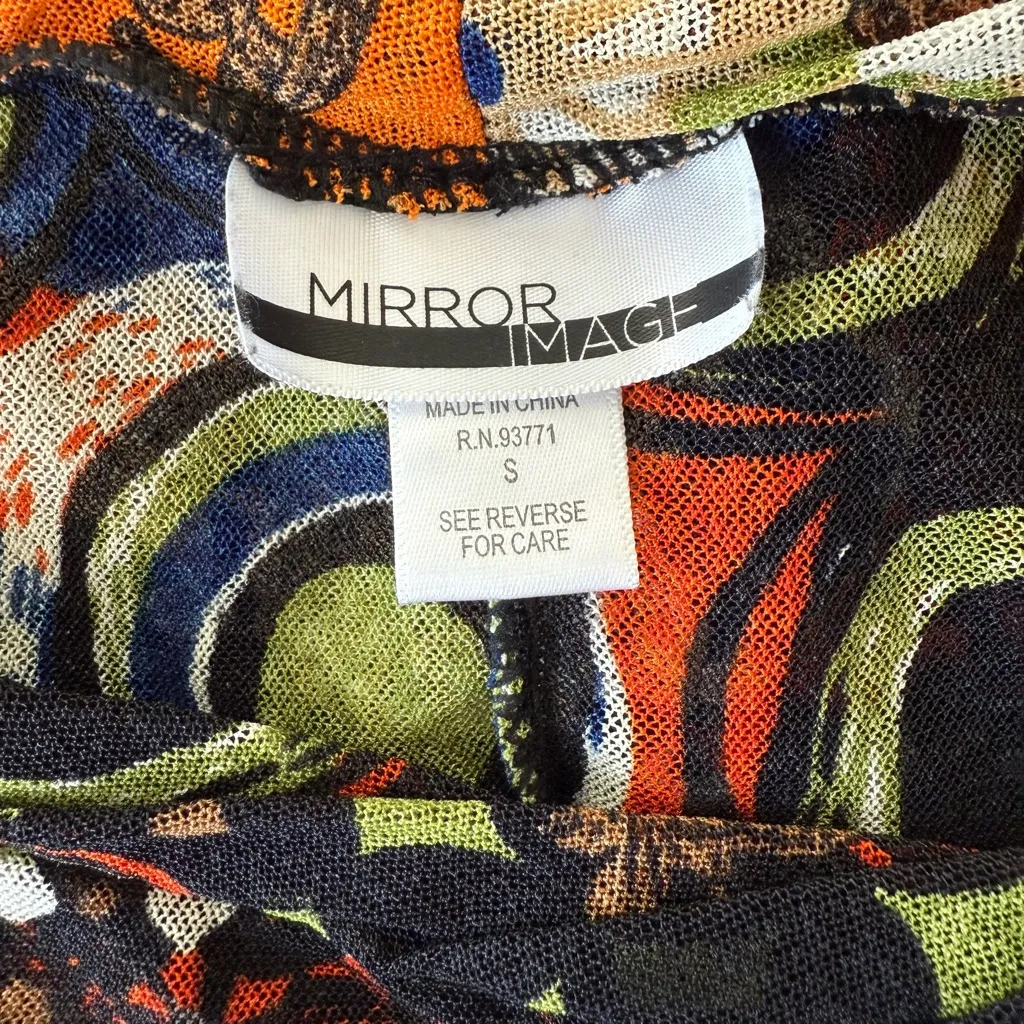 MIRROR
IMAGE
MADE IN CHINA
R.N.93771
S
SEE REVERSE
FOR CARE